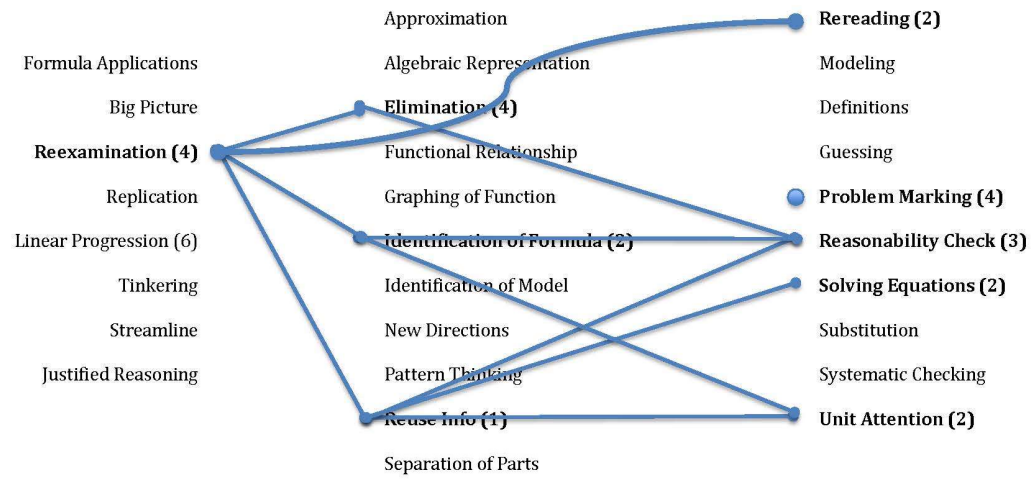 Formula Applications
Big Picture
Reexamination (4)
Replication
Linear Progression (6)
Tinkering
Streamline
Justified Reasoning
Approximation
Algebraic Representation
Elimination (4)
Functional Relationship
Graphing of Function
Identification of Formula (2)
Identification of Model
New Directions
Pattern Thinking
Reuse Info (1)
Separation of Parts
Rereading (2)
Modeling
Definitions
Guessing
Problem Marking (4)
Reasonability Check (3)
Solving Equations (2)
Substitution
Systematic Checking
Unit Attention (2)